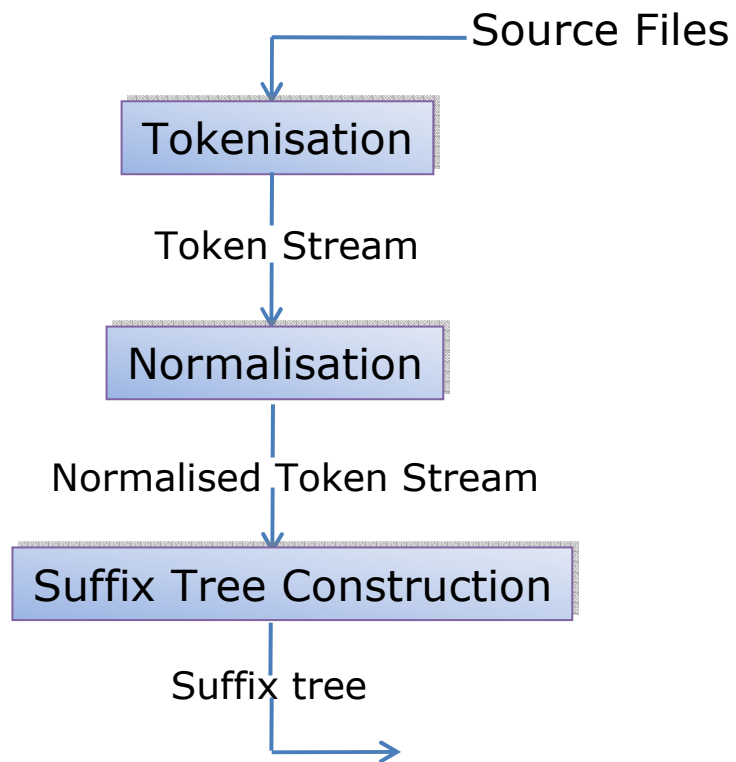 Source Files
Tokenisation
Token Stream
Normalisation
Normalised Token Stream
Suffix Tree Construction
Suffix tree